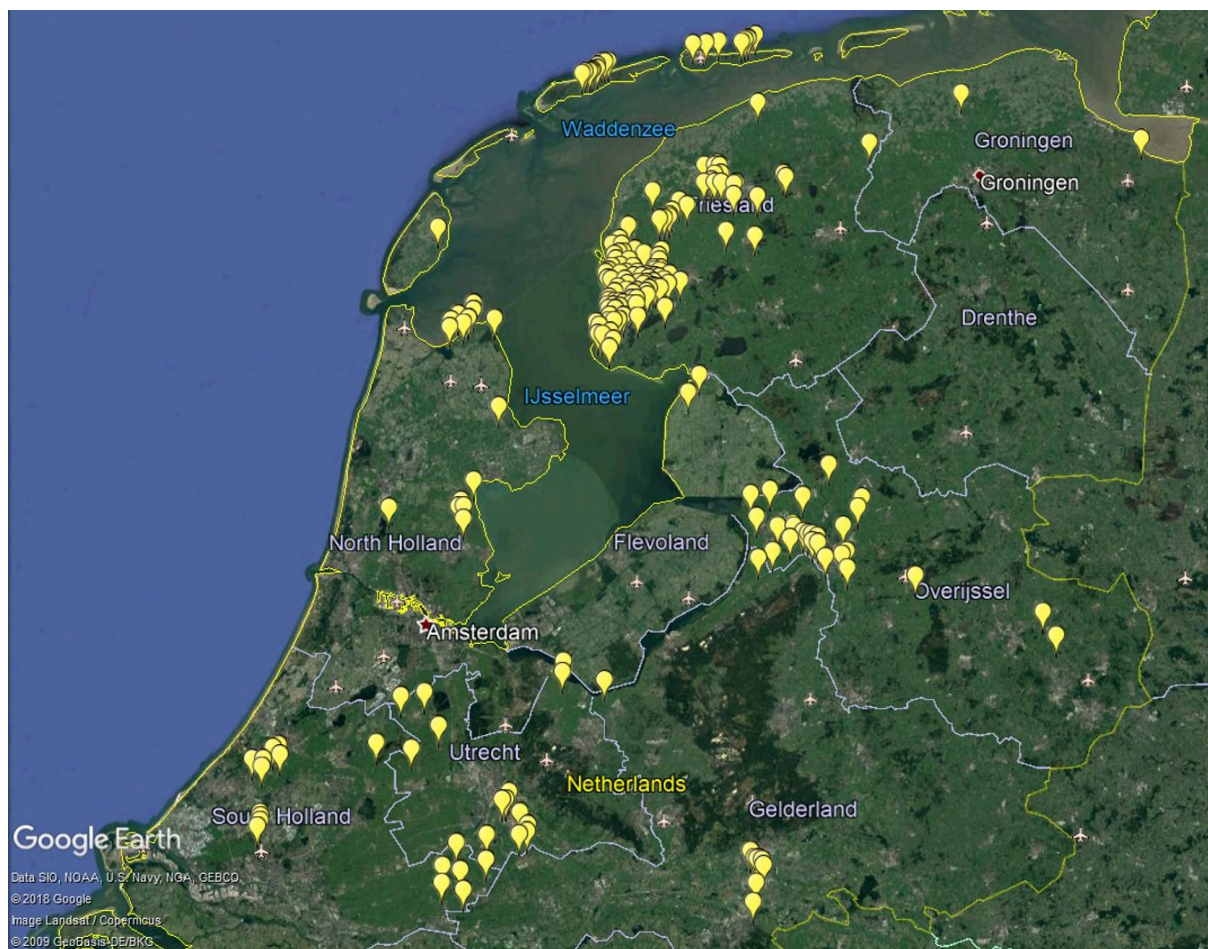 Waddenzee
Groningen
Groningen
Friesland
Drenthe
IJsselmeer
North Holland
Flevoland
Overijssel
Amsterdam
Utrecht
Netherlands
Gelderland
South Holland
Google Earth
Data SIO, NOAA, U.S. Navy, NGA, GEBCO
© 2018 Google
Image Landsat / Copernicus
© 2009 GeoBasis-DE/BKG